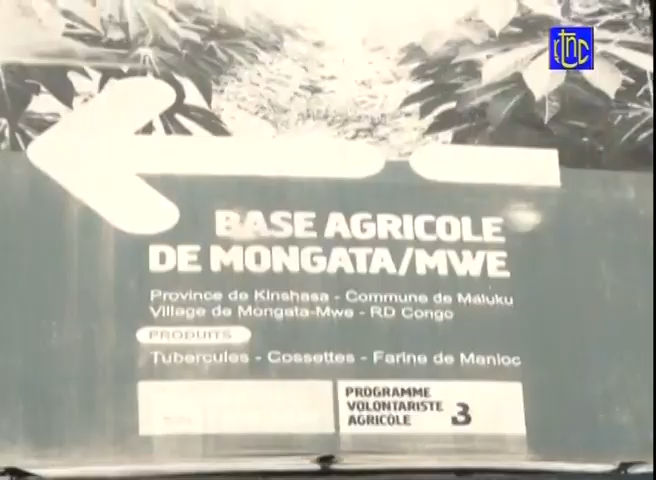 rtnc
BASE AGRICOLE
DE MONGATA/MWE
Province de Kinshasa - Commune de Maluku
Village de Mongata-Mwe - RD Congo
PRODUITS
Tubercules - Cossettes - Farine de Manioc
PROGRAMME
VOLONTARISTE
AGRICOLE 3